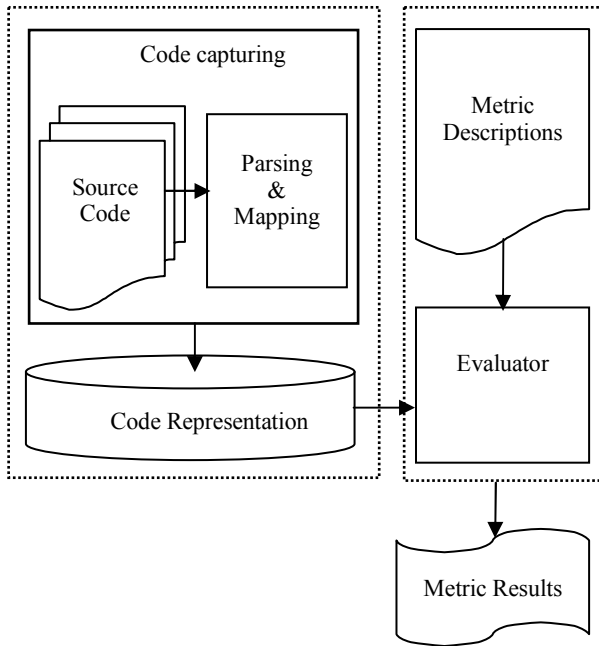 Code capturing
Source
Code
Parsing
&
Mapping
Code Representation
Metric
Descriptions
Evaluator
Metric Results